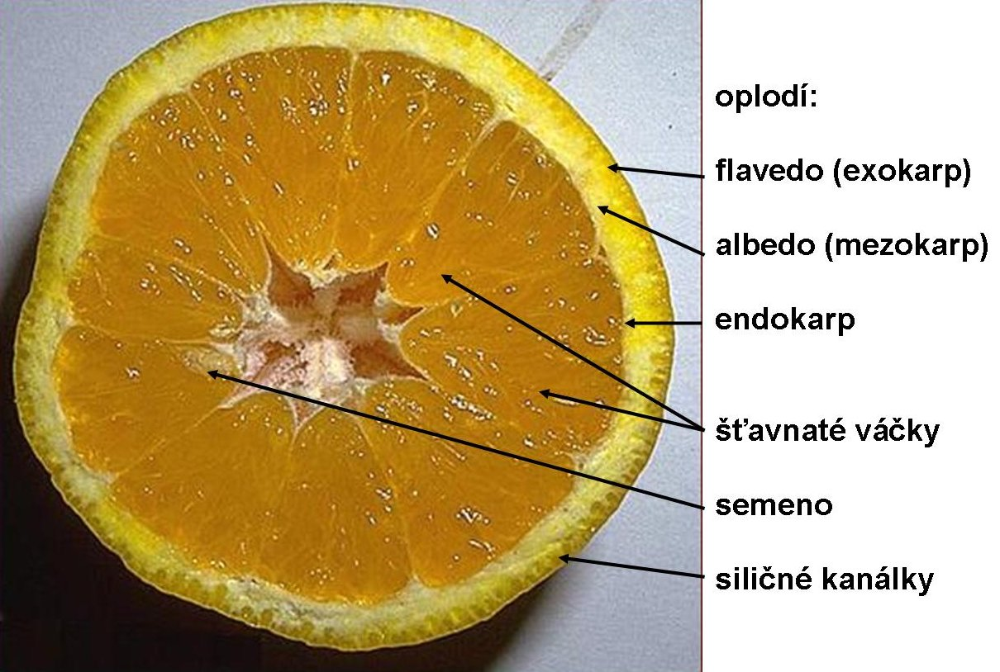 oplodí:
flavedo (exokarp)
albedo (mezokarp)
endokarp
šťavnaté váčky
semeno
siličné kanálky